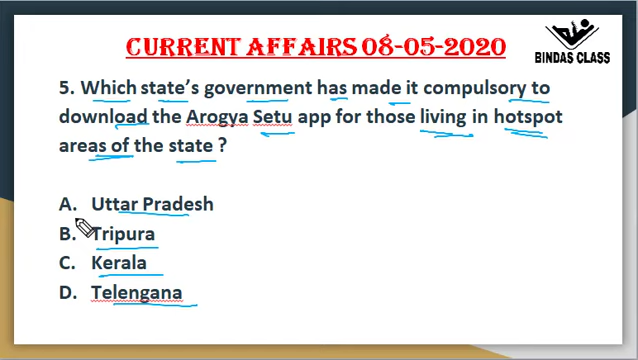 CURRENT AFFAIRS 08-05-2020
BINDAS CLASS
5. Which state's government has made it compulsory to
download the Arogya Setu app for those living in hotspot
areas of the state ?
A. Uttar Pradesh
B. Tripura
C. Kerala
D. Telengana